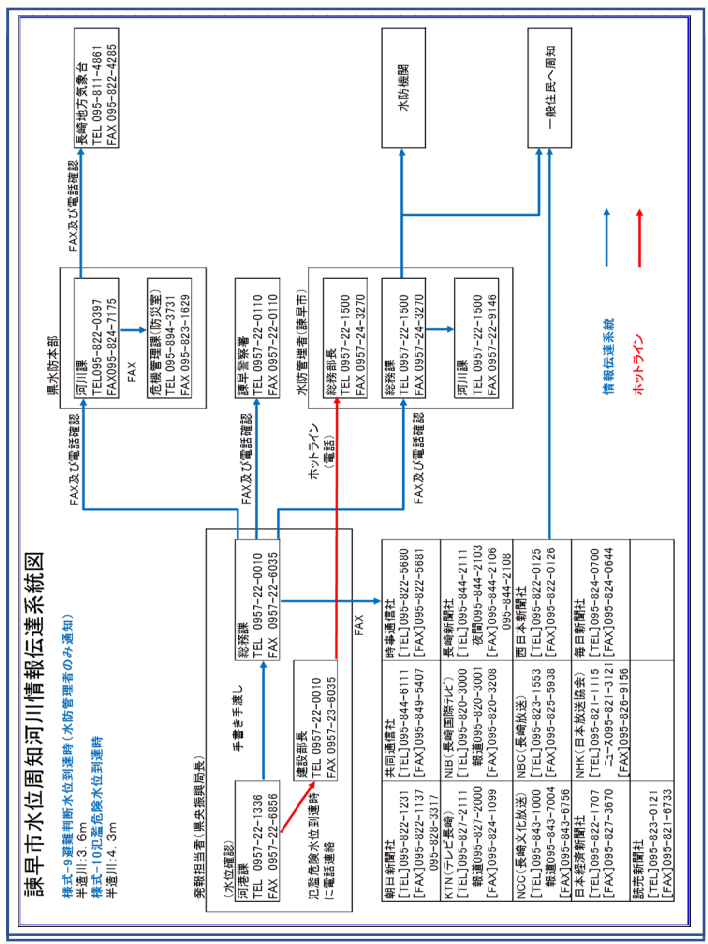 諫早市水位周知河川情報伝達系統図
様式-9避難判断水位到達時(水防管理者のみ通知)
半造川:3.6m
様式-10氾濫危険水位到達時
半造川:4.3m
発報担当者(県央振興局長)
(水位確認)
河港課
TEL 0957-22-1336
FAX 0957-22-6856
手書き手渡し
総務課
TEL 0957-22-0010
FAX 0957-22-6035
建設部長
TEL 0957-22-0010
FAX 0957-23-6035
氾濫危険水位到達時
に電話連絡
FAX及び電話確認
県水防本部
河川課
TEL095-822-0397
FAX095-824-7175
FAX
危機管理課(防災室)
TEL 095-894-3731
FAX 095-823-1629
FAX及び電話確認
長崎地方気象台
TEL 095-811-4861
FAX 095-822-4285
FAX及び電話確認
諫早警察署
TEL 0957-22-0110
FAX 0957-22-0110
ホットライン
(電話)
水防管理者(諫早市)
総務部長
TEL 0957-22-1500
FAX 0957-24-3270
FAX及び電話確認
総務課
TEL 0957-22-1500
FAX 0957-24-3270
河川課
TEL 0957-22-1500
FAX 0957-22-9146
水防機関
一般住民へ周知
FAX
朝日新聞社
[TEL]095-822-1231
[FAX]095-822-1137
095-828-3317
共同通信社
[TEL]095-844-6111
[FAX]095-849-5407
時事通信社
[TEL]095-822-5680
[FAX]095-822-5681
KTN(テレビ長崎)
[TEL]095-827-2111
報道095-827-2000
[FAX]095-824-1099
NIB(長崎国際テレビ)
[TEL]095-820-3000
報道095-820-3001
[FAX]095-820-3208
長崎新聞社
[TEL]095-844-2111
夜間095-844-2103
[FAX]095-844-2106
095-844-2108
NCC(長崎文化放送)
[TEL]095-843-1000
報道095-843-7004
[FAX]095-843-6756
NBC(長崎放送)
[TEL]095-823-1553
[FAX]095-825-5938
西日本新聞社
[TEL]095-822-0125
[FAX]095-822-0126
日本経済新聞社
[TEL]095-822-1707
[FAX]095-827-3670
NHK(日本放送協会)
[TEL]095-821-1115
ニュース095-821-3121
[FAX]095-826-9156
毎日新聞社
[TEL]095-824-0700
[FAX]095-824-0644
読売新聞社
[TEL]095-823-0121
[FAX]095-821-6733
情報伝達系統
ホットライン